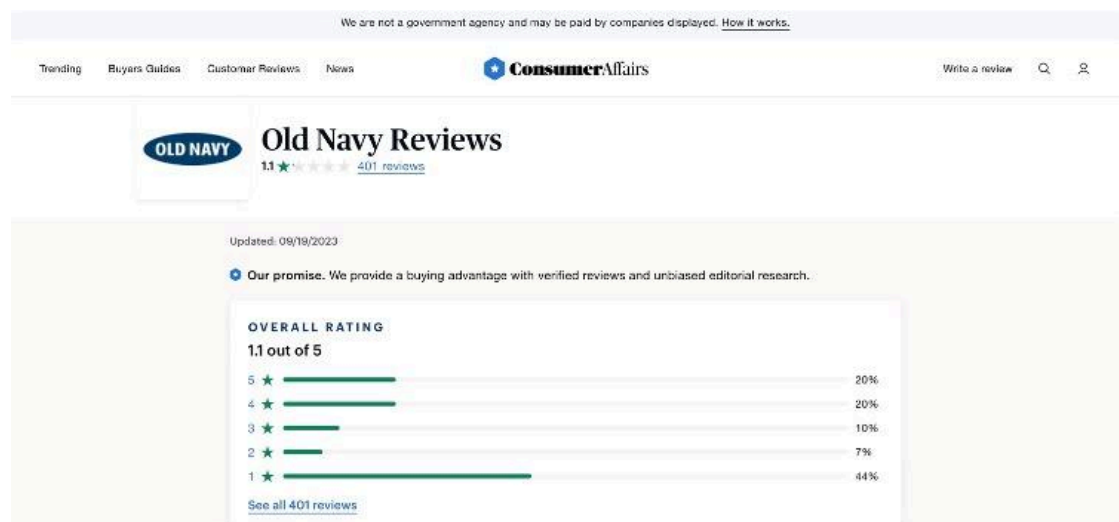 We are not a government agency and may be paid by companies displayed. How it works.
Trending Buyers Guides Customer Reviews News ConsumerAffairs Write a review
OLD NAVY
Old Navy Reviews
1.1 401 reviews
Updated: 09/19/2023
Our promise. We provide a buying advantage with verified reviews and unbiased editorial research.
OVERALL RATING
1.1 out of 5
5 20%
4 20%
3 10%
2 7%
1 44%
See all 401 reviews